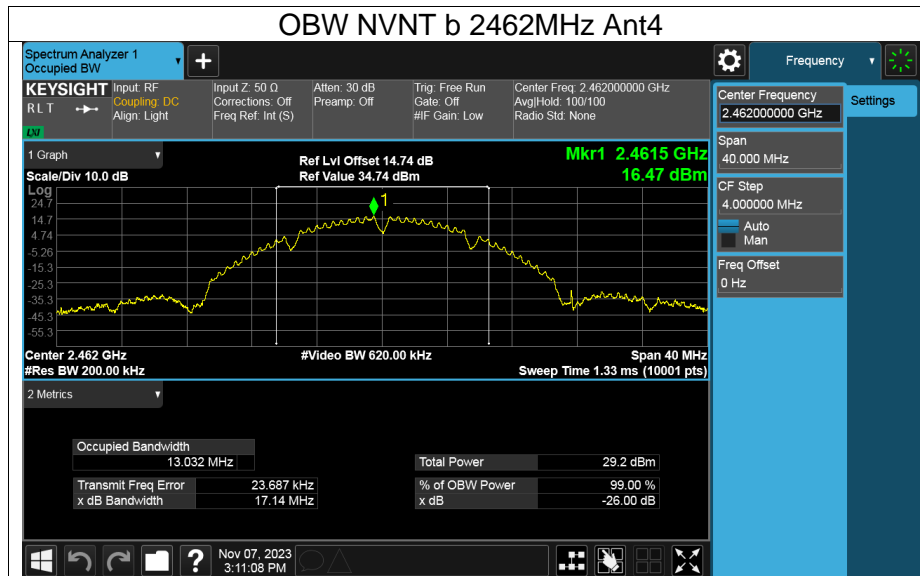 OBW NVNT b 2462MHz Ant4
Spectrum Analyzer 1
Occupied BW
+
Frequency
KEYSIGHT
RLT
LXI
Input: RF
Coupling: DC
Align: Light
Input Z: 50 Ω
Corrections: Off
Freq Ref: Int (S)
Atten: 30 dB
Preamp: Off
Trig: Free Run
Gate: Off
#IF Gain: Low
Center Freq: 2.462000000 GHz
Avg|Hold: 100/100
Radio Std: None
Center Frequency
2.462000000 GHz
Settings
Span
40.000 MHz
CF Step
4.000000 MHz
Auto
Man
Freq Offset
0 Hz
1 Graph
Scale/Div 10.0 dB
Ref Lvl Offset 14.74 dB
Ref Value 34.74 dBm
Mkr1 2.4615 GHz
16.47 dBm
Log
24.7
14.7
4.74
-5.26
-15.3
-25.3
-35.3
-45.3
-55.3
1
Center 2.462 GHz
#Res BW 200.00 kHz
#Video BW 620.00 kHz
Span 40 MHz
Sweep Time 1.33 ms (10001 pts)
2 Metrics
Occupied Bandwidth
13.032 MHz
Total Power 29.2 dBm
Transmit Freq Error 23.687 kHz
% of OBW Power 99.00 %
x dB Bandwidth 17.14 MHz
x dB -26.00 dB
?
Nov 07, 2023
3:11:08 PM